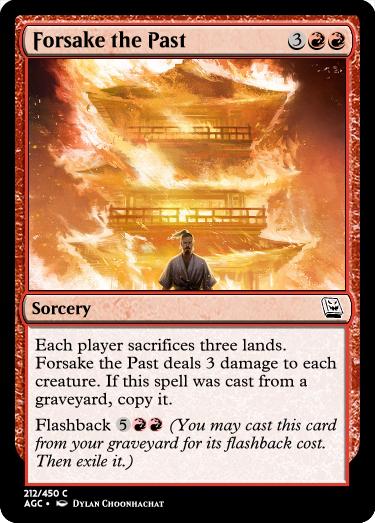 Forsake the Past 3
Sorcery
Each player sacrifices three lands.
Forsake the Past deals 3 damage to each
creature. If this spell was cast from a
graveyard, copy it.
Flashback 5 (You may cast this card
from your graveyard for its flashback cost.
Then exile it.)
212/450 C
AGC • Dylan Choonhachat